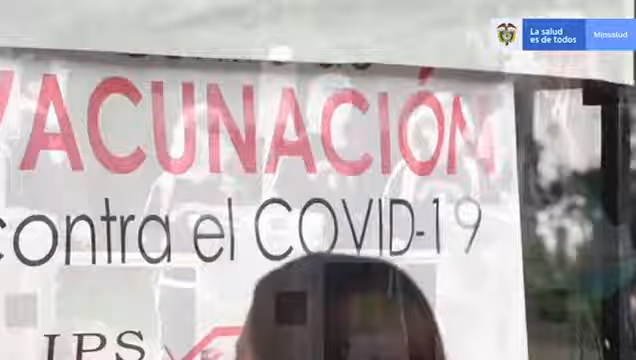 La salud
es de todos
Minsalud
VACUNACIÓN
contra el COVID-19
IPS